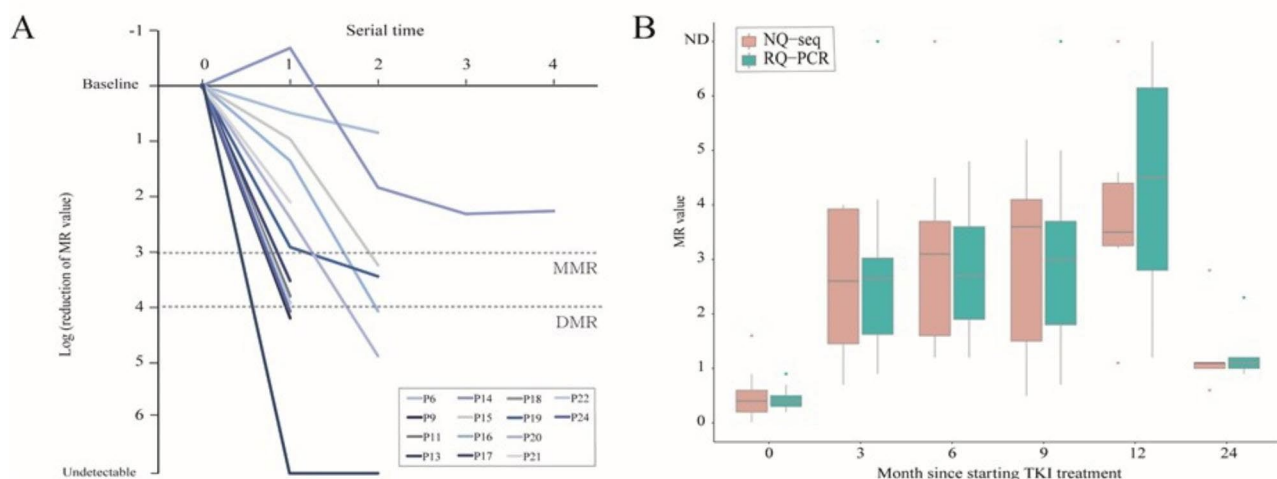 A
Serial time
-1
0 1 2 3 4
Baseline
1
2
3
4
5
6
Undetectable
Log (reduction of MR value)
MMR
DMR
P6 P14 P18 P22
P9 P15 P19 P24
P11 P16 P20
P13 P17 P21
B
NQ-seq
RQ-PCR
ND
6
5
4
3
2
1
0
MR value
0 3 6 9 12 24
Month since starting TKI treatment